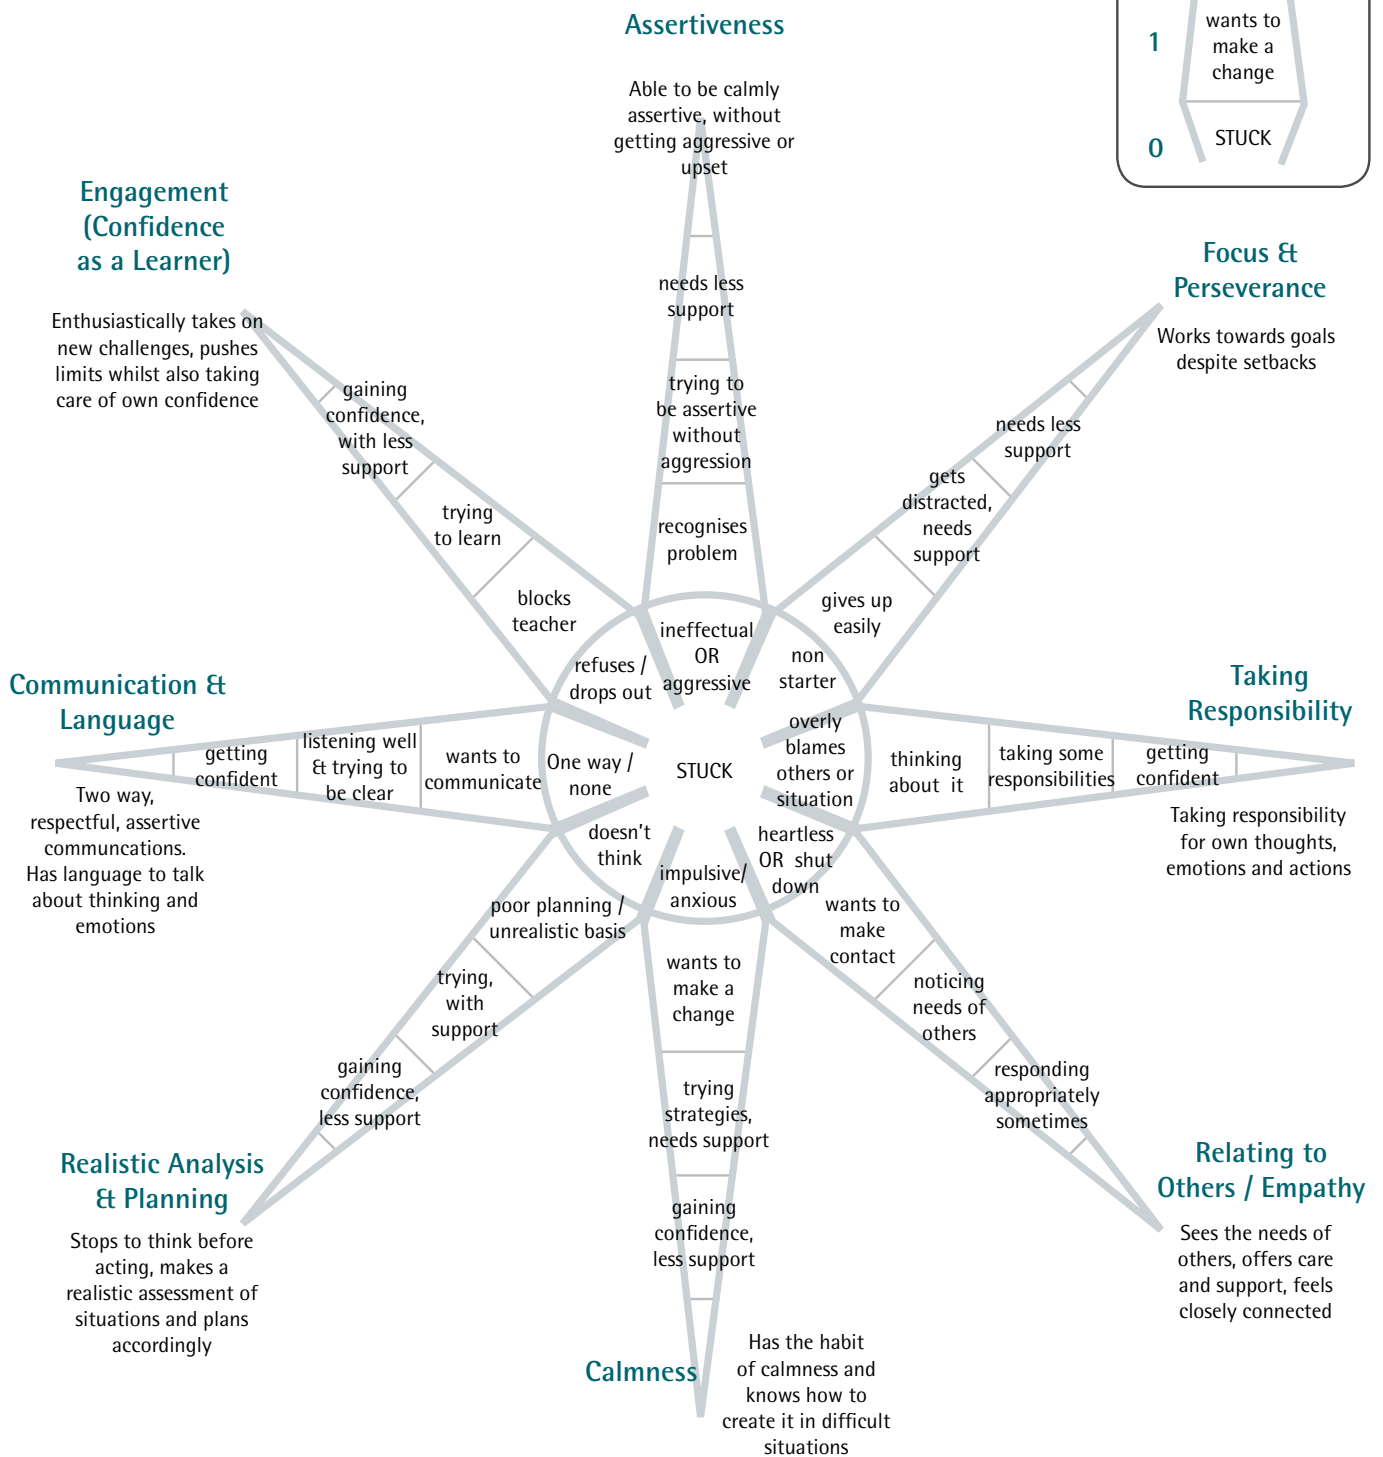 Assertiveness
Able to be calmly
assertive, without
getting aggressive or
upset
needs less
support
trying to
be assertive
without
aggression
recognises
problem
ineffectual
OR
aggressive
1
wants to
make a
change
0
STUCK
Focus &
Perseverance
Works towards goals
despite setbacks
needs less
support
gets
distracted,
needs
support
gives up
easily
non
starter
Taking
Responsibility
Taking responsibility
for own thoughts,
emotions and actions
getting
confident
taking some
responsibilities
thinking
about it
overly
blames
others or
situation
Relating to
Others / Empathy
Sees the needs of
others, offers care
and support, feels
closely connected
responding
appropriately
sometimes
noticing
needs of
others
wants to
make
contact
heartless
OR shut
down
Calmness
Has the habit
of calmness and
knows how to
create it in difficult
situations
gaining
confidence,
less support
trying
strategies,
needs support
wants to
make a
change
impulsive/
anxious
Realistic Analysis
& Planning
Stops to think before
acting, makes a
realistic assessment of
situations and plans
accordingly
gaining
confidence,
less support
trying,
with
support
poor planning /
unrealistic basis
doesn't
think
Communication &
Language
Two way,
respectful, assertive
communcations.
Has language to talk
about thinking and
emotions
getting
confident
listening well
& trying to
be clear
wants to
communicate
One way /
none
Engagement
(Confidence
as a Learner)
Enthusiastically takes on
new challenges, pushes
limits whilst also taking
care of own confidence
gaining
confidence,
with less
support
trying
to learn
blocks
teacher
refuses /
drops out
STUCK